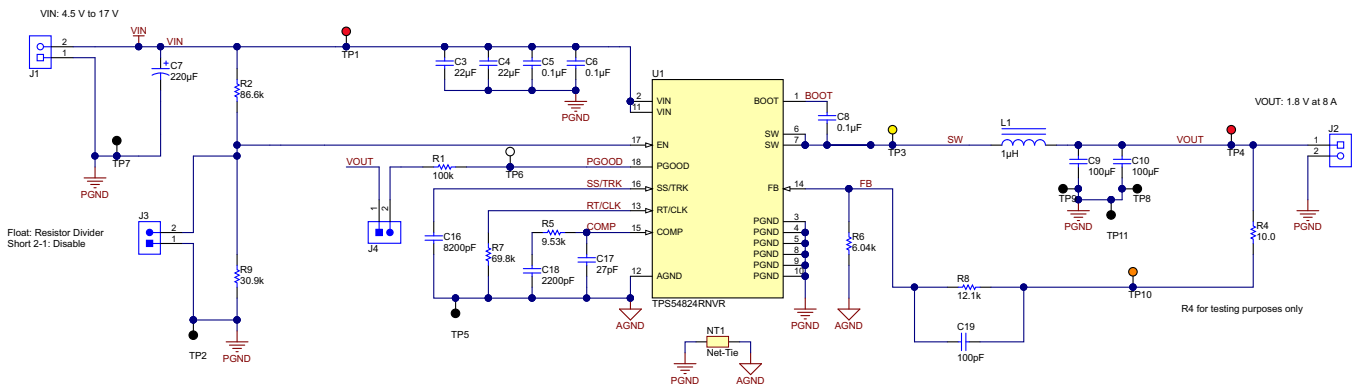 VIN: 4.5 V to 17 V
VIN
VIN
2
1
J1
C7
220µF
R2
86.6k
TP1
C3
22µF
C4
22µF
C5
0.1µF
C6
0.1µF
PGND
TP7
PGND
J3
2
1
Float: Resistor Divider
Short 2-1: Disable
R9
30.9k
TP2
PGND
VOUT
R1
100k
TP6
PGOOD
1
2
J4
SS/TRK
RT/CLK
COMP
C16
8200pF
R7
69.8k
R5
9.53k
C18
2200pF
C17
27pF
TP5
AGND
U1
2
11
17
18
16
13
15
12
VIN
VIN
EN
PGOOD
SS/TRK
RT/CLK
COMP
AGND
BOOT
SW
SW
FB
PGND
PGND
PGND
PGND
PGND
PGND
1
6
7
14
3
4
5
8
9
10
TPS54824RNVR
BOOT
C8
0.1µF
TP3
SW
L1
1µH
VOUT
TP4
VOUT: 1.8 V at 8 A
J2
1
2
PGND
C9
100µF
C10
100µF
TP9
TP8
PGND
TP11
FB
R6
6.04k
PGND
AGND
R4
10.0
R8
12.1k
TP10
C19
100pF
R4 for testing purposes only
NT1
Net-Tie
PGND
AGND